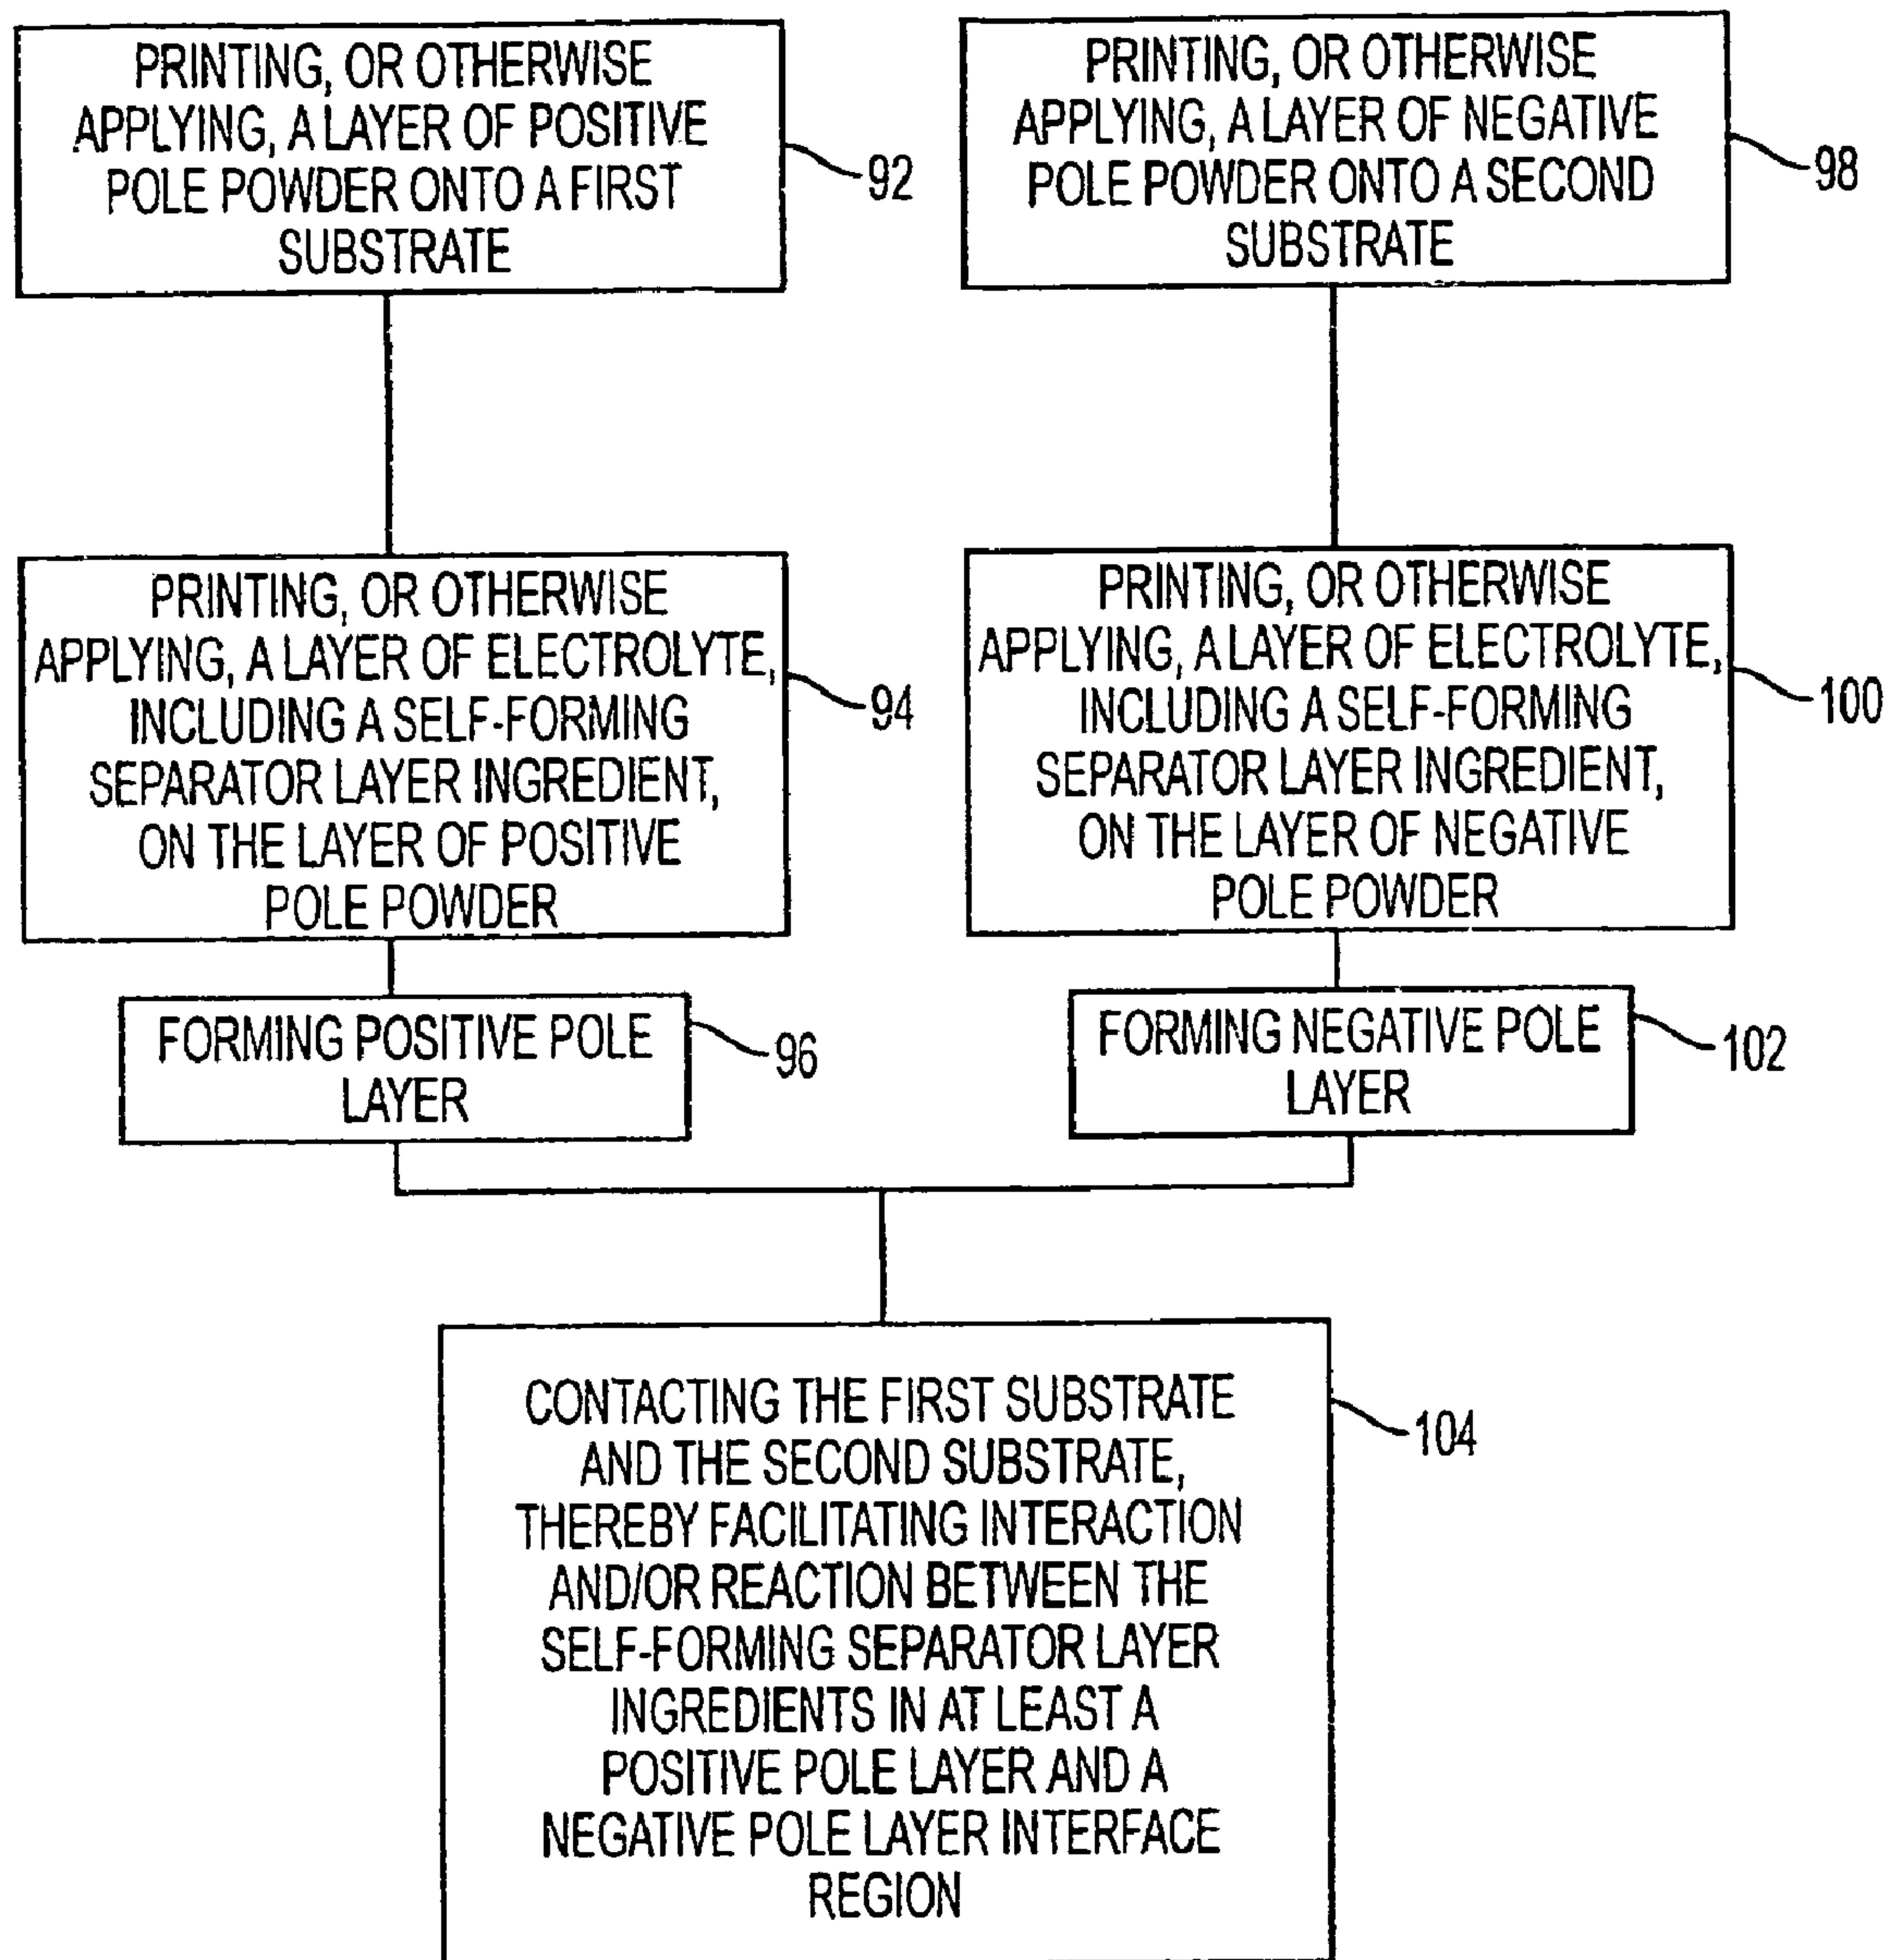 PRINTING, OR OTHERWISE
APPLYING, A LAYER OF POSITIVE
POLE POWDER ONTO A FIRST
SUBSTRATE
92
PRINTING, OR OTHERWISE
APPLYING, A LAYER OF NEGATIVE
POLE POWDER ONTO A SECOND
SUBSTRATE
98
PRINTING, OR OTHERWISE
APPLYING, A LAYER OF ELECTROLYTE,
INCLUDING A SELF-FORMING
SEPARATOR LAYER INGREDIENT,
ON THE LAYER OF POSITIVE
POLE POWDER
94
PRINTING, OR OTHERWISE
APPLYING, A LAYER OF ELECTROLYTE,
INCLUDING A SELF-FORMING
SEPARATOR LAYER INGREDIENT,
ON THE LAYER OF NEGATIVE
POLE POWDER
100
FORMING POSITIVE POLE
LAYER
96
FORMING NEGATIVE POLE
LAYER
102
CONTACTING THE FIRST SUBSTRATE
AND THE SECOND SUBSTRATE,
THEREBY FACILITATING INTERACTION
AND/OR REACTION BETWEEN THE
SELF-FORMING SEPARATOR LAYER
INGREDIENTS IN AT LEAST A
POSITIVE POLE LAYER AND A
NEGATIVE POLE LAYER INTERFACE
REGION
104